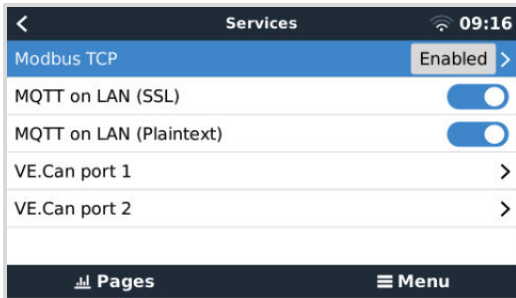 Services 09:16
Modbus TCP Enabled
MQTT on LAN (SSL)
MQTT on LAN (Plaintext)
VE.Can port 1
VE.Can port 2
Pages Menu